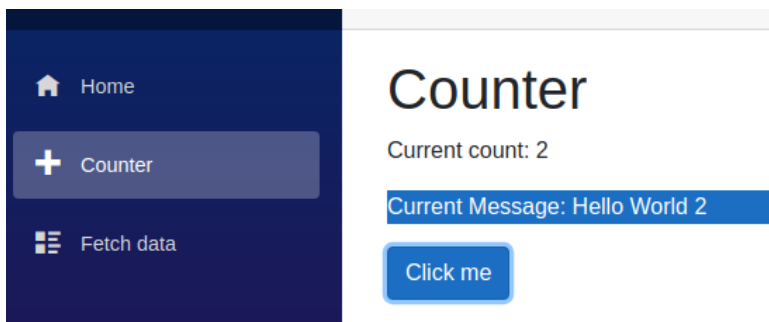 Home
Counter
Fetch data
Counter
Current count: 2
Current Message: Hello World 2
Click me